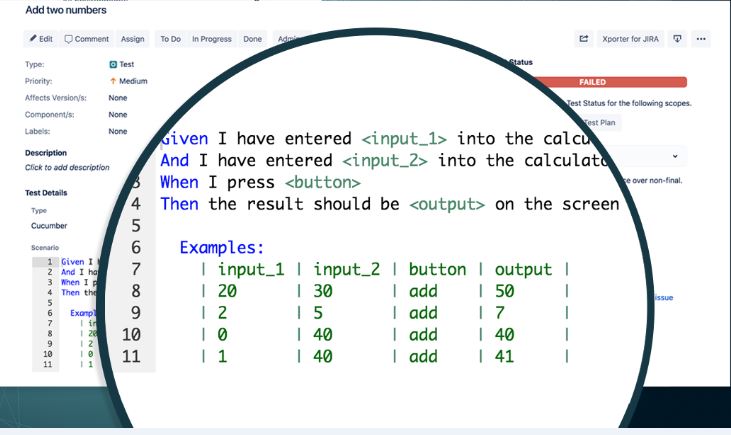 Add two numbers
Edit Comment Assign To Do In Progress Done Xporter for JIRA ...
Type: Test
Status
Priority: Medium
FAILED
Affects Version/s: None
Test Status for the following scopes.
Component/s: None
Labels: None
Test Plan
Description
Click to add description
ce over non-final.
Test Details
Type
Cucumber
Scenario
issue
1 Given I h
2 And I ha
3 When I p
4 Then the
5
6 Exampl
7 | in
8 | 20
9 | 2
10 | 0
11 | 1
Given I have entered <input_1> into the calcu
And I have entered <input_2> into the calculato
3 When I press <button>
4 Then the result should be <output> on the screen
5
6 Examples:
7 | input_1 | input_2 | button | output |
8 | 20 | 30 | add | 50 |
9 | 2 | 5 | add | 7 |
10 | 0 | 40 | add | 40 |
11 | 1 | 40 | add | 41 |